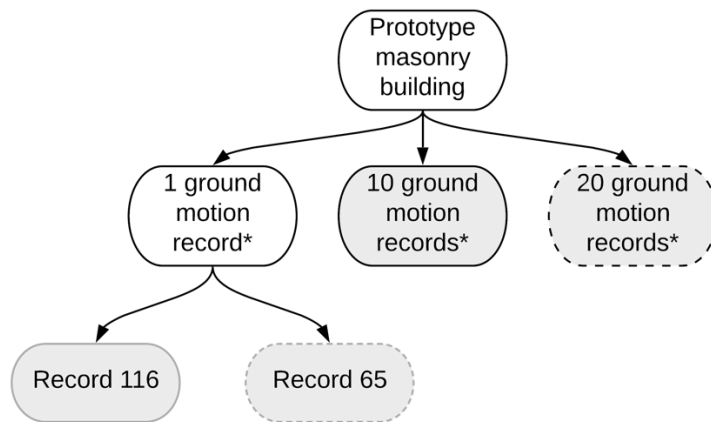 Prototype
masonry
building
1 ground
motion
record*
10 ground
motion
records*
20 ground
motion
records*
Record 116
Record 65